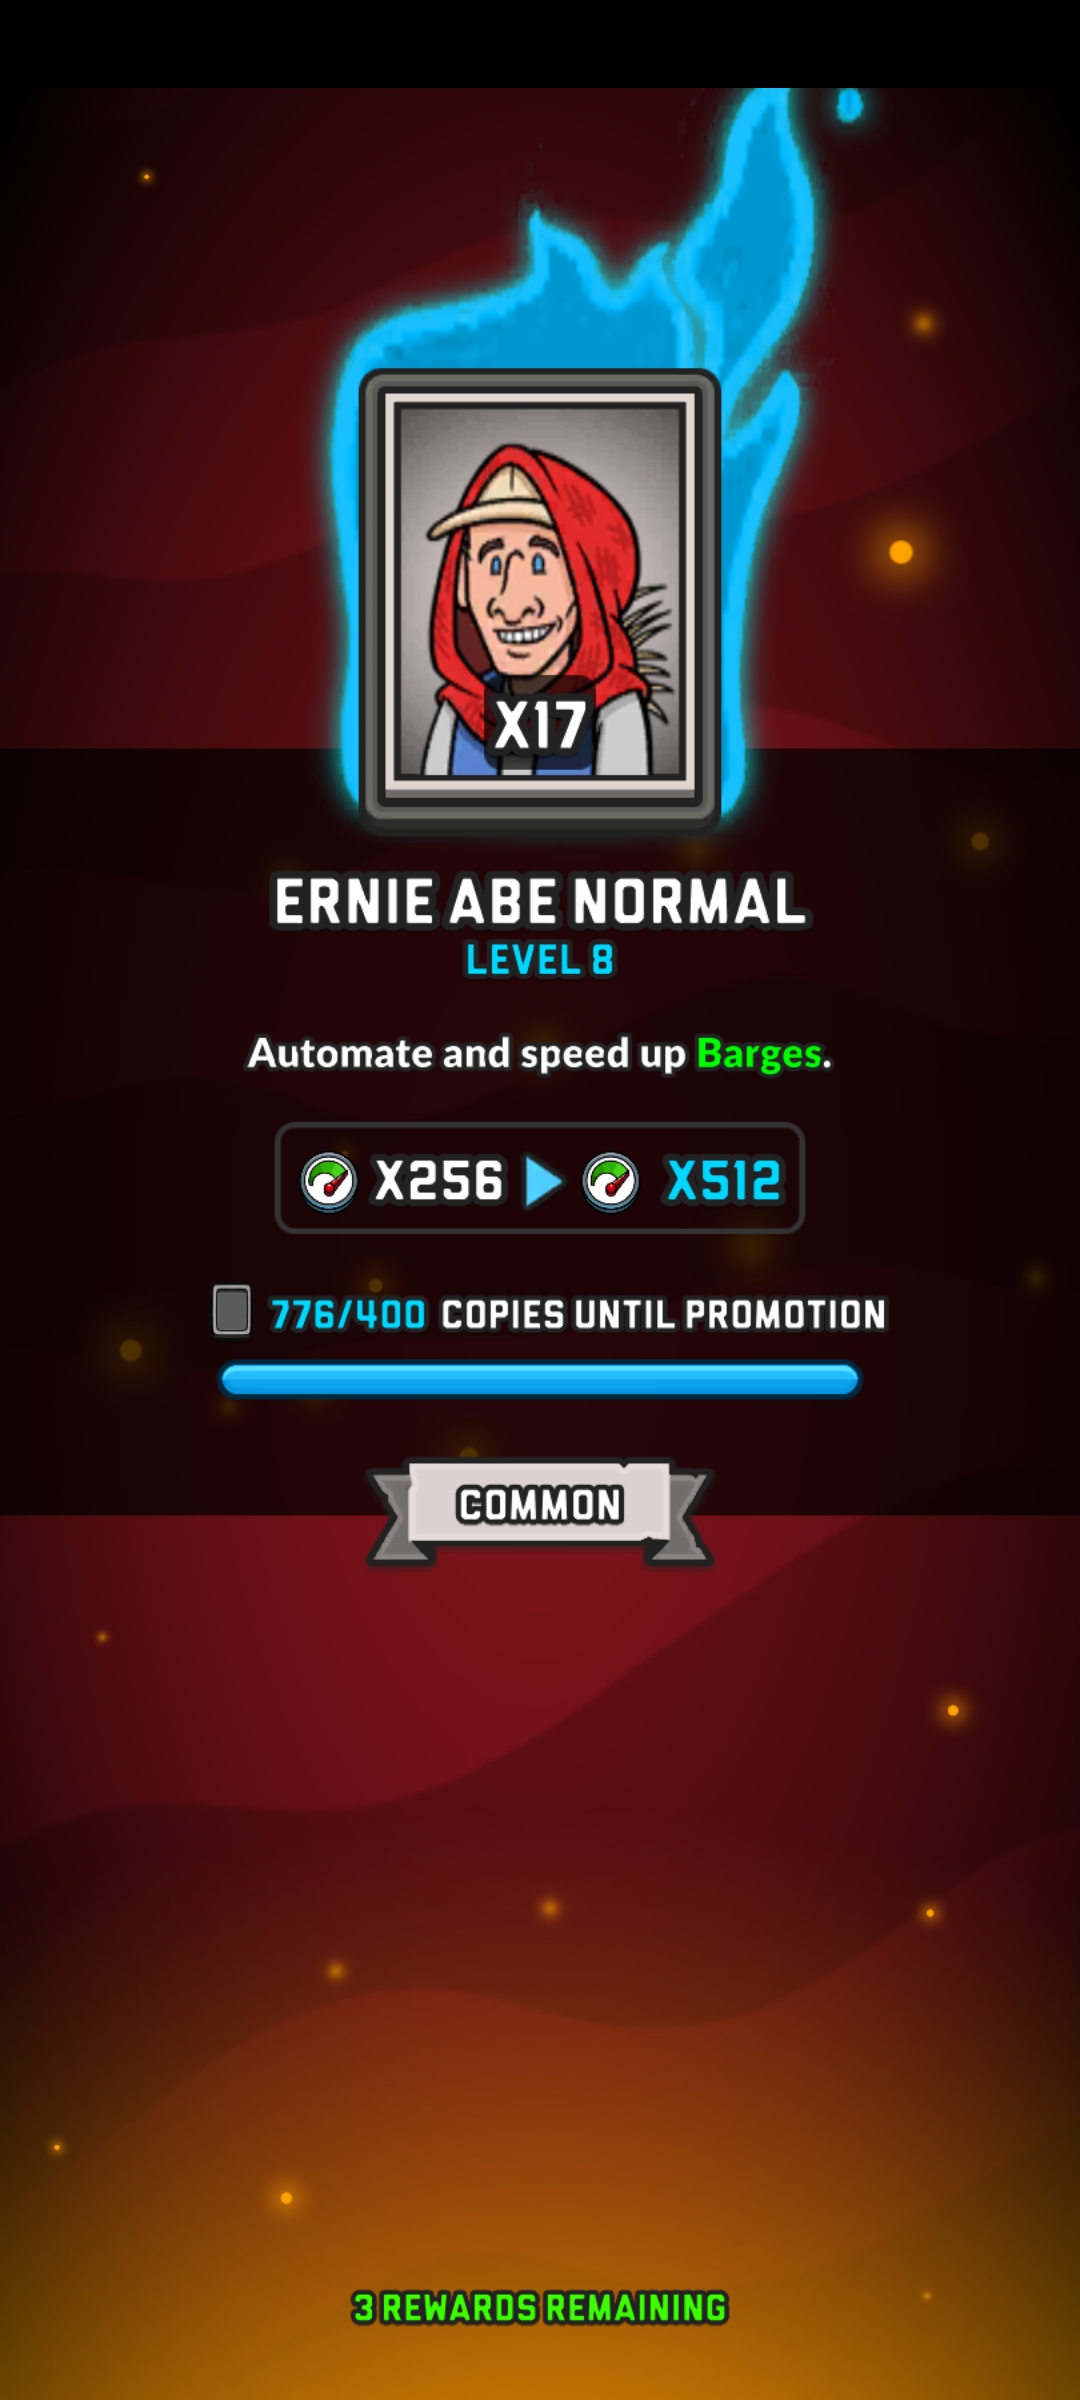 X17
ERNIE ABE NORMAL
LEVEL 8
Automate and speed up Barges.
X256 X512
776/400 COPIES UNTIL PROMOTION
COMMON
3 REWARDS REMAINING